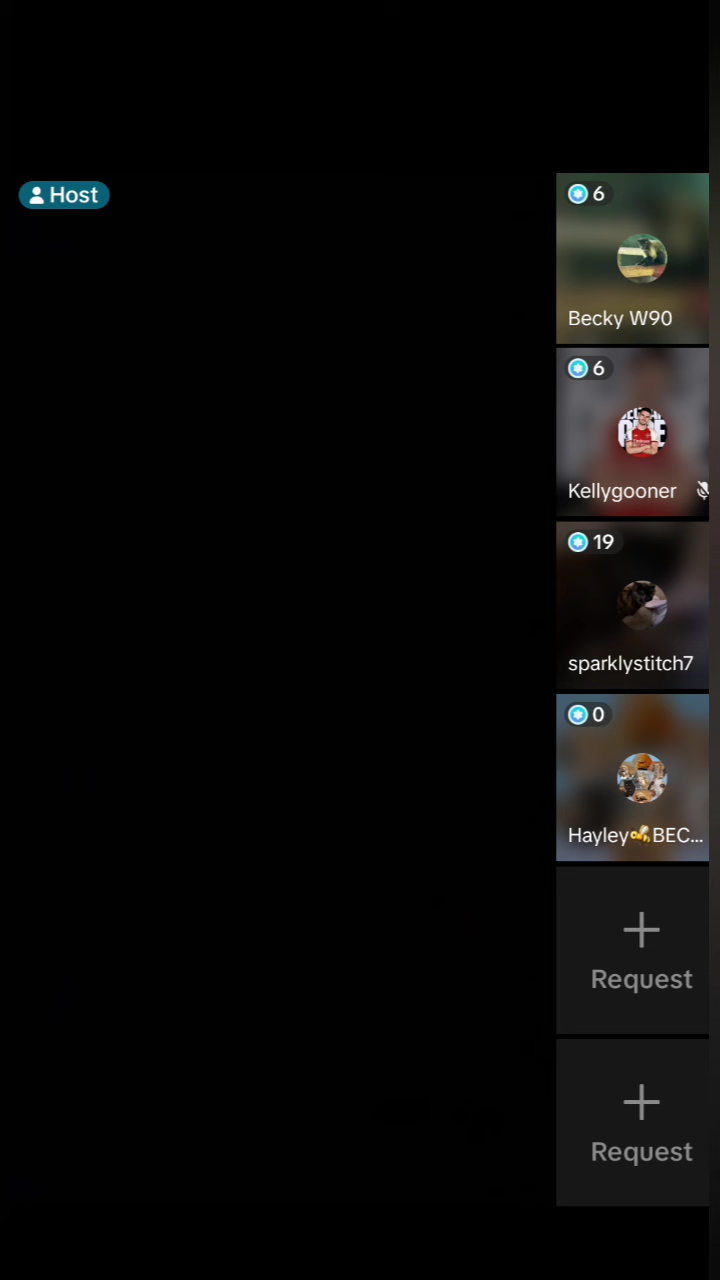 Host
6
Becky W90
6
Kellygooner
19
sparklystitch7
0
Hayley🐝BEC...
Request
Request